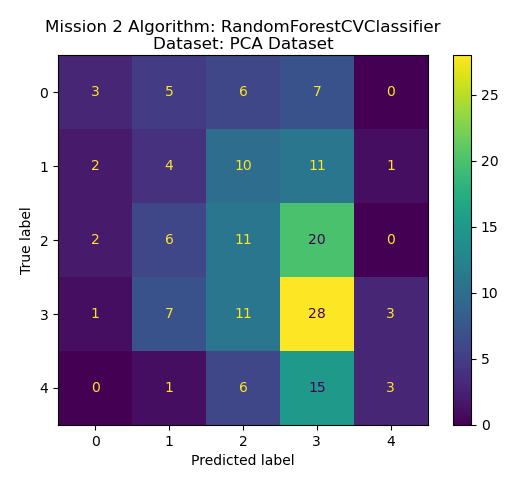 Mission 2 Algorithm: RandomForestCVClassifier
Dataset: PCA Dataset
0 3 5 6 7 0
1 2 4 10 11 1
2 2 6 11 20 0
3 1 7 11 28 3
4 0 1 6 15 3
0 1 2 3 4
True label
Predicted label
25
20
15
10
5
0